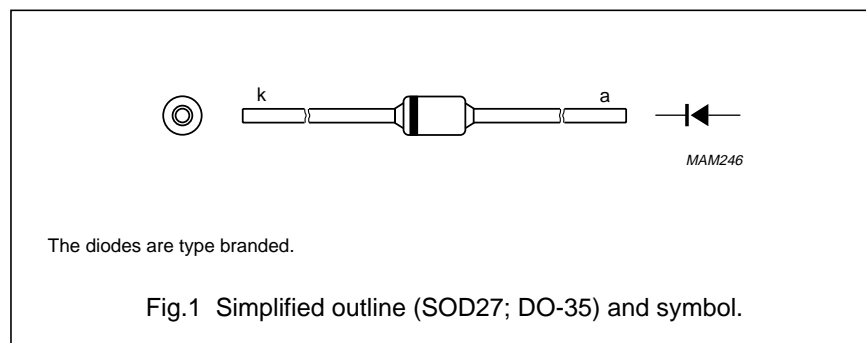 k
a
MAM246
The diodes are type branded.
Fig.1 Simplified outline (SOD27; DO-35) and symbol.